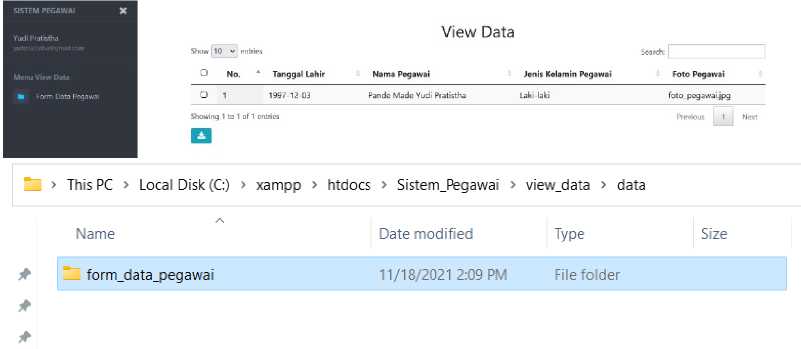 SISTEM PEGAWAI ×
Yudi Pratistha
Menu View Data
Form Data Pegawai
View Data
Show 10 entries Search:
No. Tanggal Lahir Nama Pegawai Jenis Kelamin Pegawai Foto Pegawai
1 1997-12-03 Pande Made Yudi Pratistha Laki-laki foto_pegawai.jpg
Showing 1 to 1 of 1 entries Previous 1 Next
This PC > Local Disk (C:) > xampp > htdocs > Sistem_Pegawai > view_data > data
Name Date modified Type Size
form_data_pegawai 11/18/2021 2:09 PM File folder